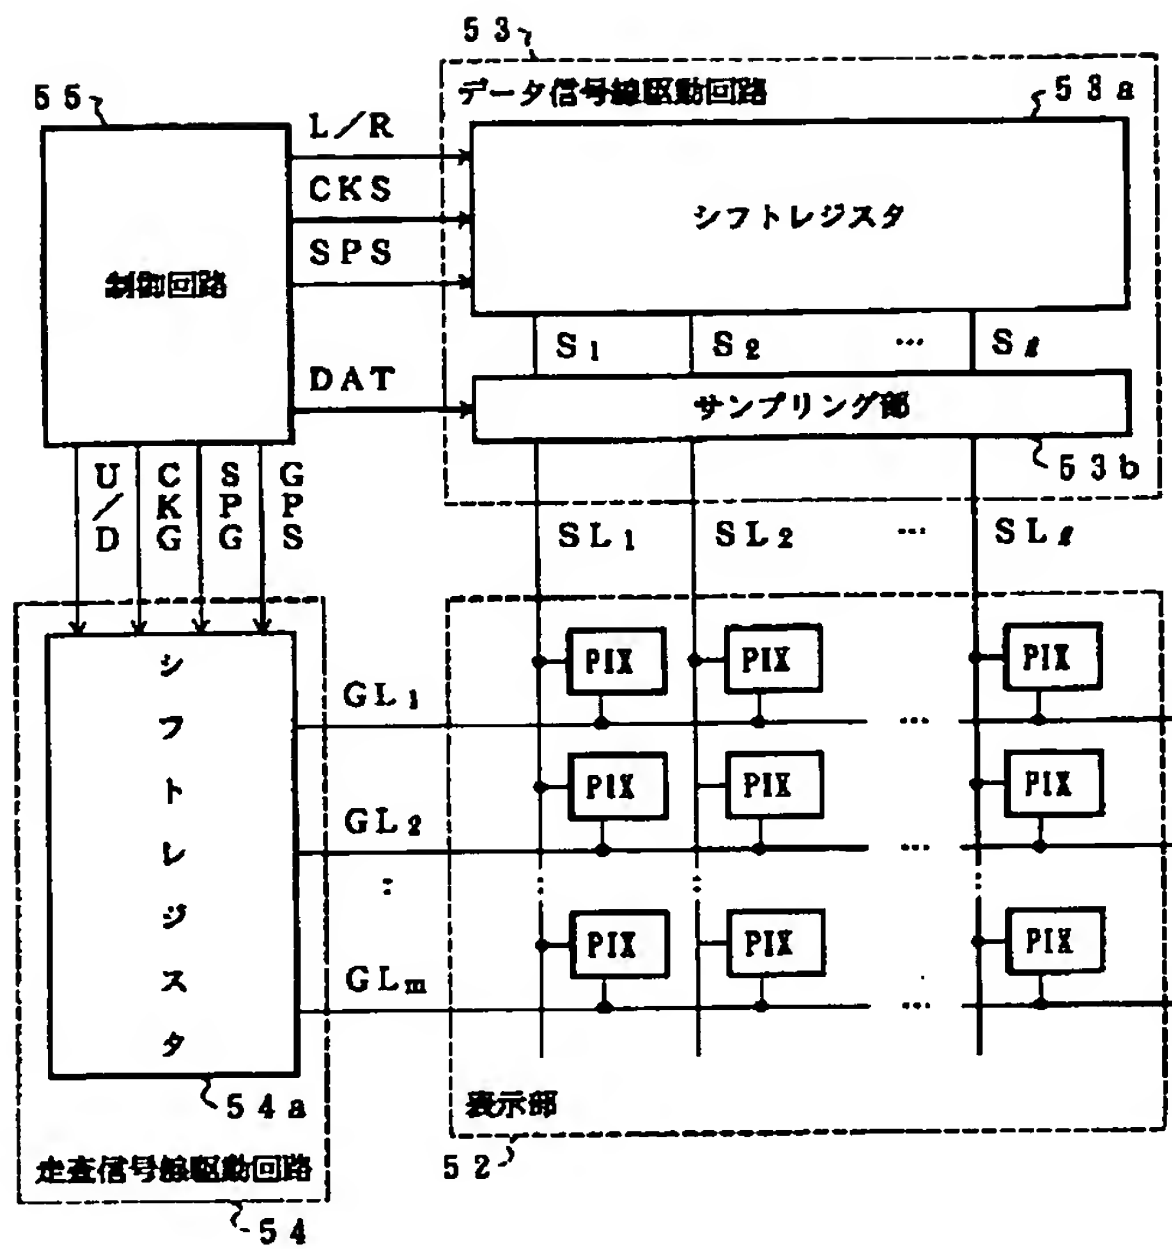 53
データ信号線駆動回路
55
53a
L/R
CKS
シフトレジスタ
SPS
制御回路
S1 S2 … Sℓ
DAT
サンプリング部
53b
U/D
CKG
SPG
GPS
SL1 SL2 … SLℓ
シフトレジスタ
PIX PIX PIX
GL1 …
PIX PIX PIX
GL2 …
PIX PIX PIX
GLm …
54a
表示部
52
走査信号線駆動回路
54